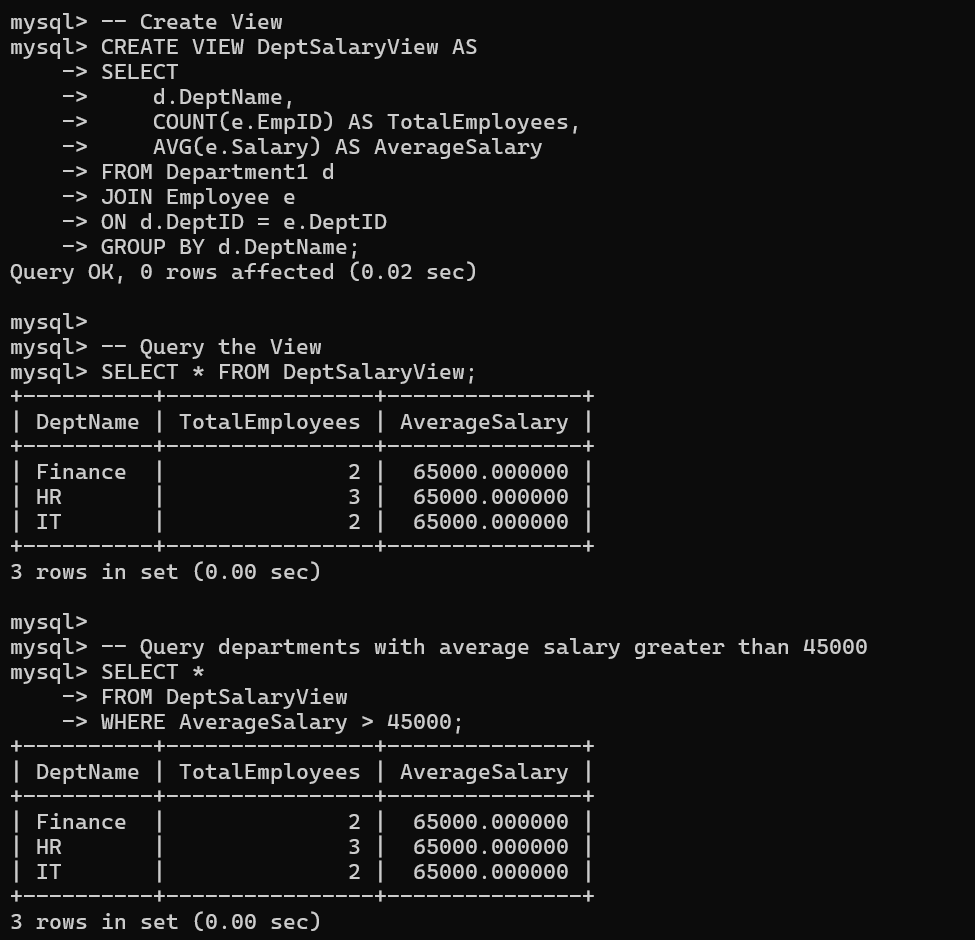 mysql> -- Create View
mysql> CREATE VIEW DeptSalaryView AS
    -> SELECT
    ->     d.DeptName,
    ->     COUNT(e.EmpID) AS TotalEmployees,
    ->     AVG(e.Salary) AS AverageSalary
    -> FROM Department1 d
    -> JOIN Employee e
    -> ON d.DeptID = e.DeptID
    -> GROUP BY d.DeptName;
Query OK, 0 rows affected (0.02 sec)

mysql>
mysql> -- Query the View
mysql> SELECT * FROM DeptSalaryView;
+----------+----------------+---------------+
| DeptName | TotalEmployees | AverageSalary |
+----------+----------------+---------------+
| Finance  |              2 |  65000.000000 |
| HR       |              3 |  65000.000000 |
| IT       |              2 |  65000.000000 |
+----------+----------------+---------------+
3 rows in set (0.00 sec)

mysql>
mysql> -- Query departments with average salary greater than 45000
mysql> SELECT *
    -> FROM DeptSalaryView
    -> WHERE AverageSalary > 45000;
+----------+----------------+---------------+
| DeptName | TotalEmployees | AverageSalary |
+----------+----------------+---------------+
| Finance  |              2 |  65000.000000 |
| HR       |              3 |  65000.000000 |
| IT       |              2 |  65000.000000 |
+----------+----------------+---------------+
3 rows in set (0.00 sec)